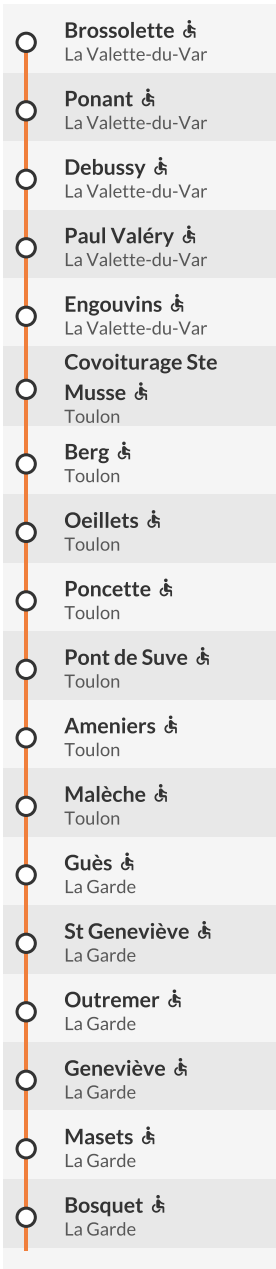 Brossolette
La Valette-du-Var
Ponant
La Valette-du-Var
Debussy
La Valette-du-Var
Paul Valéry
La Valette-du-Var
Engouvins
La Valette-du-Var
Covoiturage Ste
Musse
Toulon
Berg
Toulon
Oeillets
Toulon
Poncette
Toulon
Pont de Suve
Toulon
Ameniers
Toulon
Malèche
Toulon
Guès
La Garde
St Geneviève
La Garde
Outremer
La Garde
Geneviève
La Garde
Masets
La Garde
Bosquet
La Garde